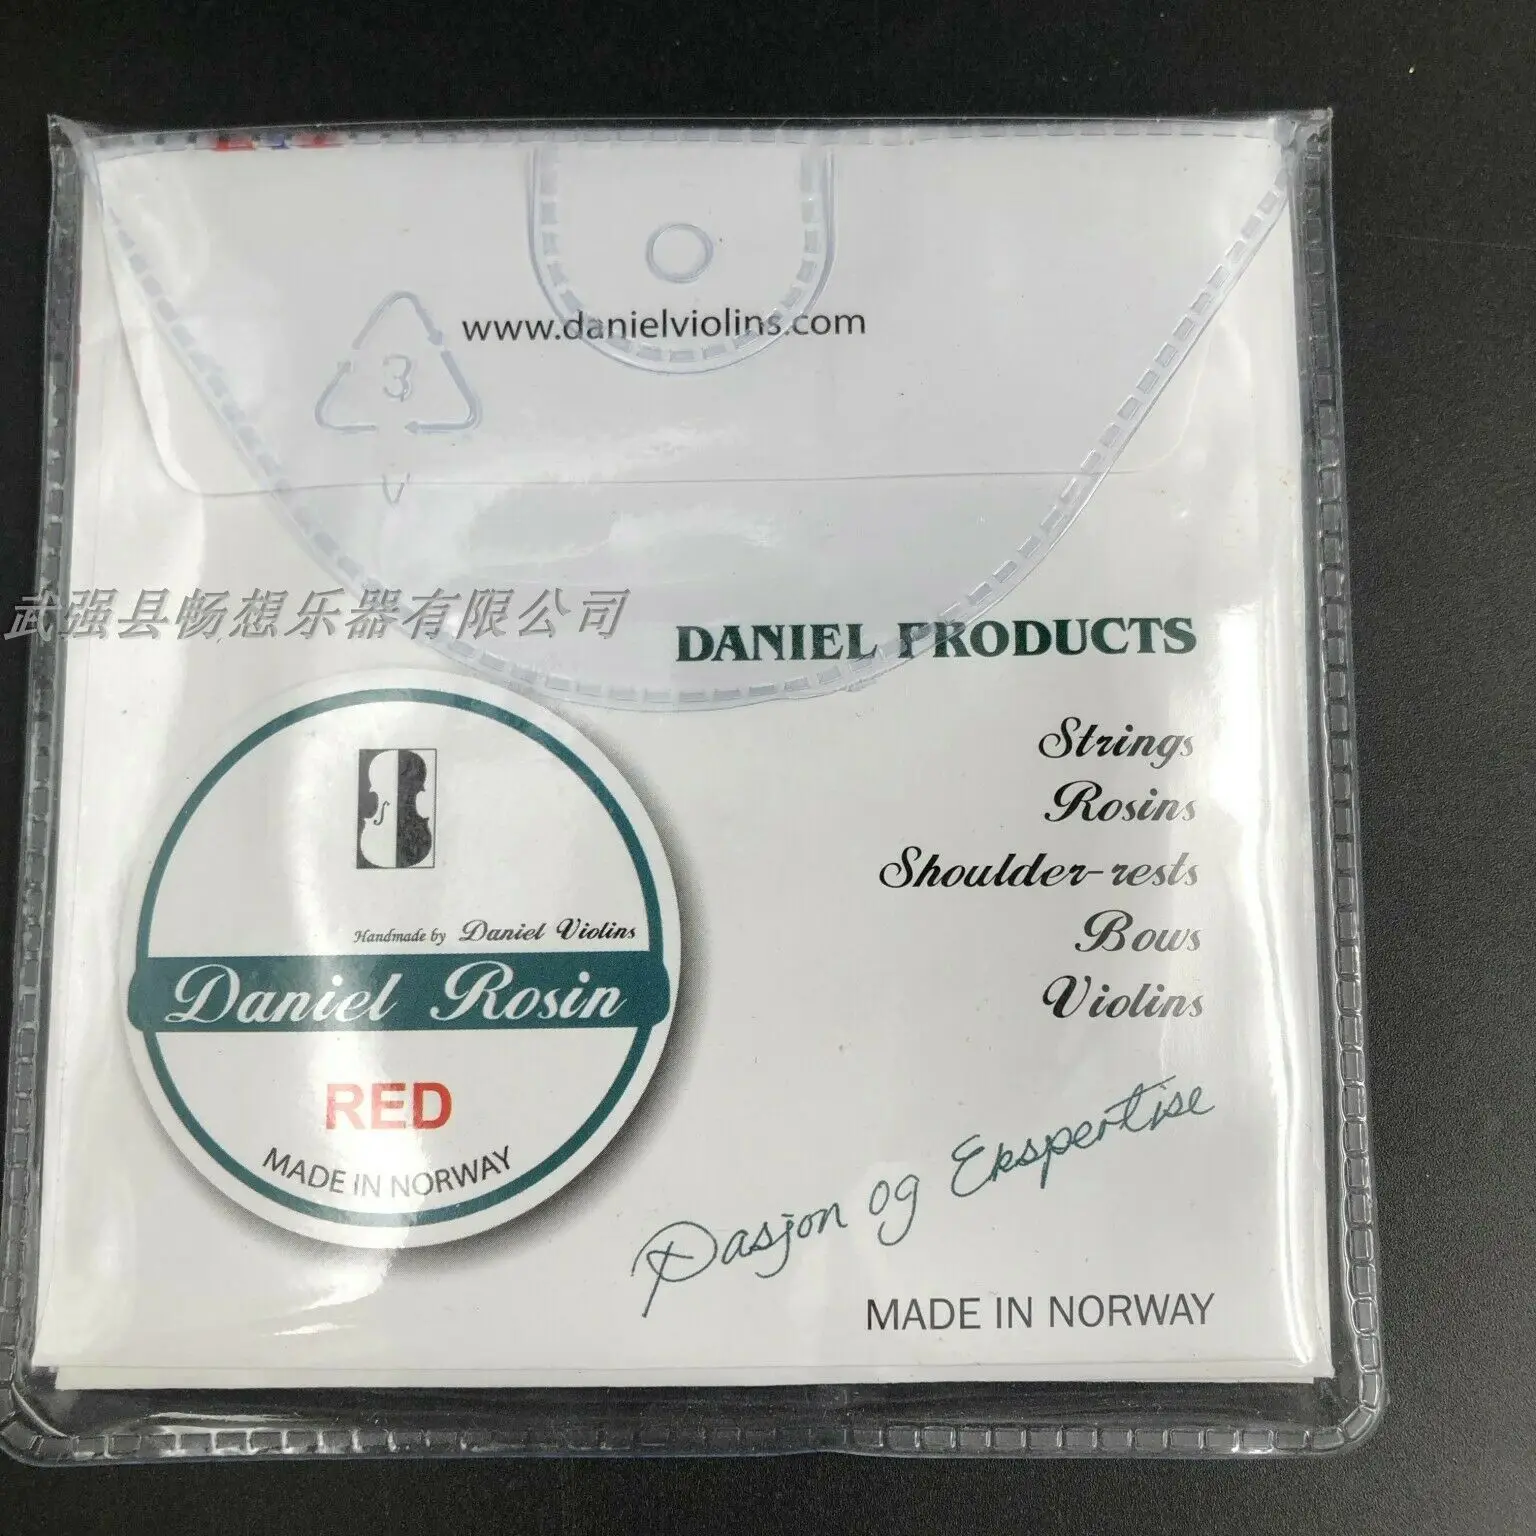 www.danielviolins.com
3
V
武强县畅想乐器有限公司
DANIEL PRODUCTS
Strings
Rosins
Shoulder-rests
Bows
Violins
Handmade by Daniel Violins
Daniel Rosin
RED
MADE IN NORWAY
Pasjon og Ekspertise
MADE IN NORWAY